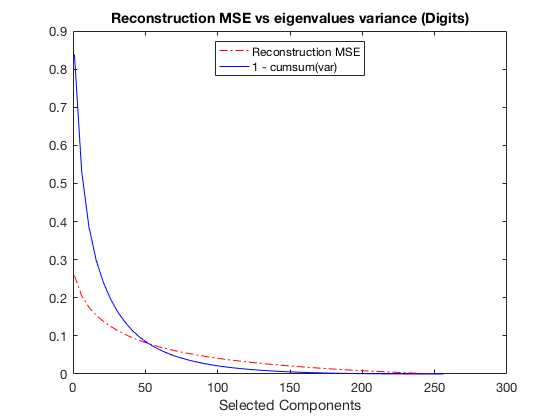 Reconstruction MSE vs eigenvalues variance (Digits)
0.9
0.8
0.7
0.6
0.5
0.4
0.3
0.2
0.1
0
Reconstruction MSE
1 - cumsum(var)
0 50 100 150 200 250 300
Selected Components